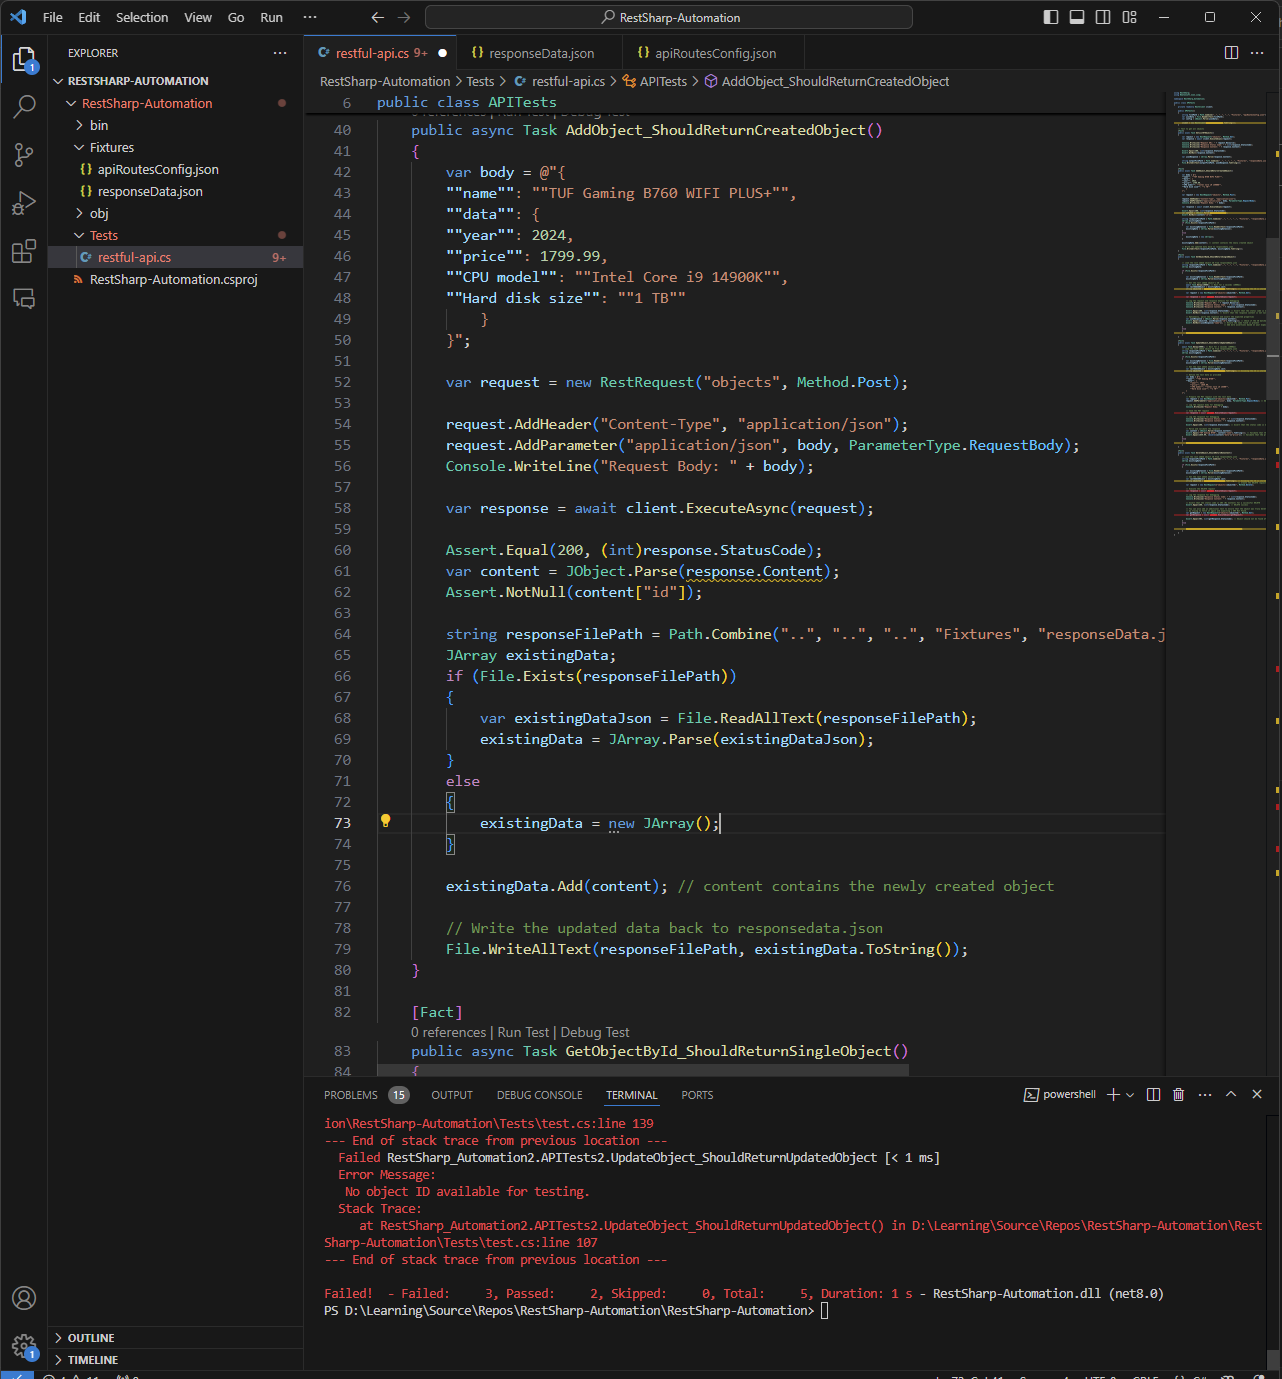 File Edit Selection View Go Run ··· RestSharp-Automation
EXPLORER ···
RESTSHARP-AUTOMATION
RestSharp-Automation
bin
Fixtures
{} apiRoutesConfig.json
{} responseData.json
obj
Tests
C# restful-api.cs 9+
RestSharp-Automation.csproj
OUTLINE
TIMELINE
1
1
C# restful-api.cs 9+ ● {} responseData.json {} apiRoutesConfig.json
RestSharp-Automation > Tests > C# restful-api.cs > APITests > AddObject_ShouldReturnCreatedObject
6 public class APITests
40 public async Task AddObject_ShouldReturnCreatedObject()
41 {
42 var body = @"{
43 ""name"": ""TUF Gaming B760 WIFI PLUS+"",
44 ""data"": {
45 ""year"": 2024,
46 ""price"": 1799.99,
47 ""CPU model"": ""Intel Core i9 14900K"",
48 ""Hard disk size"": ""1 TB""
49 }
50 }";
51
52 var request = new RestRequest("objects", Method.Post);
53
54 request.AddHeader("Content-Type", "application/json");
55 request.AddParameter("application/json", body, ParameterType.RequestBody);
56 Console.WriteLine("Request Body: " + body);
57
58 var response = await client.ExecuteAsync(request);
59
60 Assert.Equal(200, (int)response.StatusCode);
61 var content = JObject.Parse(response.Content);
62 Assert.NotNull(content["id"]);
63
64 string responseFilePath = Path.Combine("..", "..", "..", "Fixtures", "responseData.j
65 JArray existingData;
66 if (File.Exists(responseFilePath))
67 {
68 var existingDataJson = File.ReadAllText(responseFilePath);
69 existingData = JArray.Parse(existingDataJson);
70 }
71 else
72 {
73 existingData = new JArray();
74 }
75
76 existingData.Add(content); // content contains the newly created object
77
78 // Write the updated data back to responsedata.json
79 File.WriteAllText(responseFilePath, existingData.ToString());
80 }
81
82 [Fact]
0 references | Run Test | Debug Test
83 public async Task GetObjectById_ShouldReturnSingleObject()
84 {
PROBLEMS 15 OUTPUT DEBUG CONSOLE TERMINAL PORTS powershell
ion\RestSharp-Automation\Tests\test.cs:line 139
--- End of stack trace from previous location ---
Failed RestSharp_Automation2.APITests2.UpdateObject_ShouldReturnUpdatedObject [< 1 ms]
Error Message:
No object ID available for testing.
Stack Trace:
at RestSharp_Automation2.APITests2.UpdateObject_ShouldReturnUpdatedObject() in D:\Learning\Source\Repos\RestSharp-Automation\Rest
Sharp-Automation\Tests\test.cs:line 107
--- End of stack trace from previous location ---
Failed! - Failed: 3, Passed: 2, Skipped: 0, Total: 5, Duration: 1 s - RestSharp-Automation.dll (net8.0)
PS D:\Learning\Source\Repos\RestSharp-Automation\RestSharp-Automation>